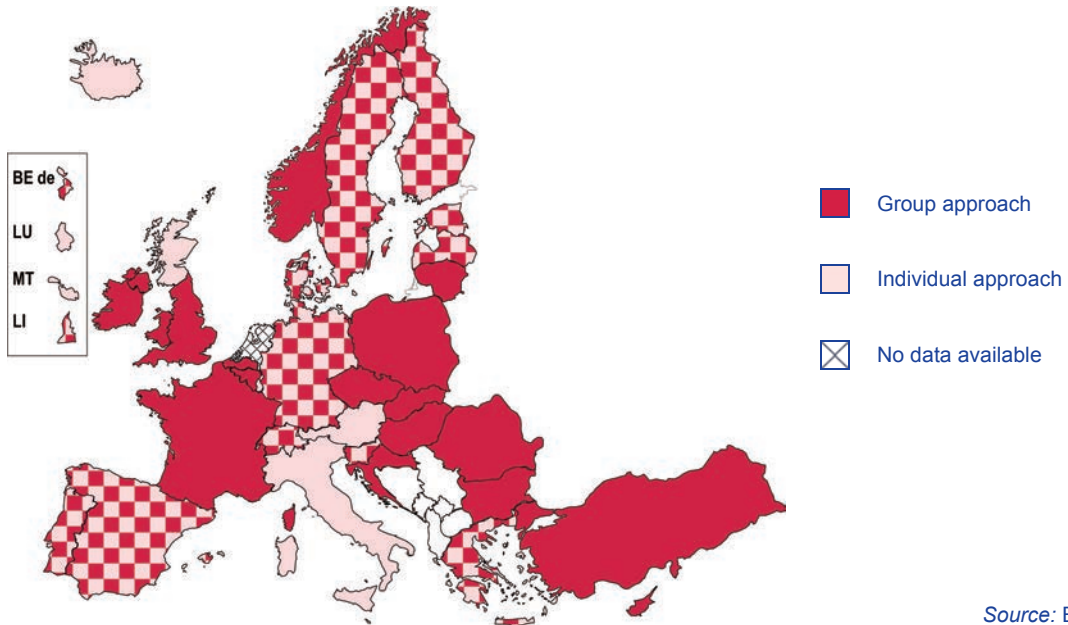 BE de
LU
MT
LI
Group approach
Individual approach
No data available
Source: E